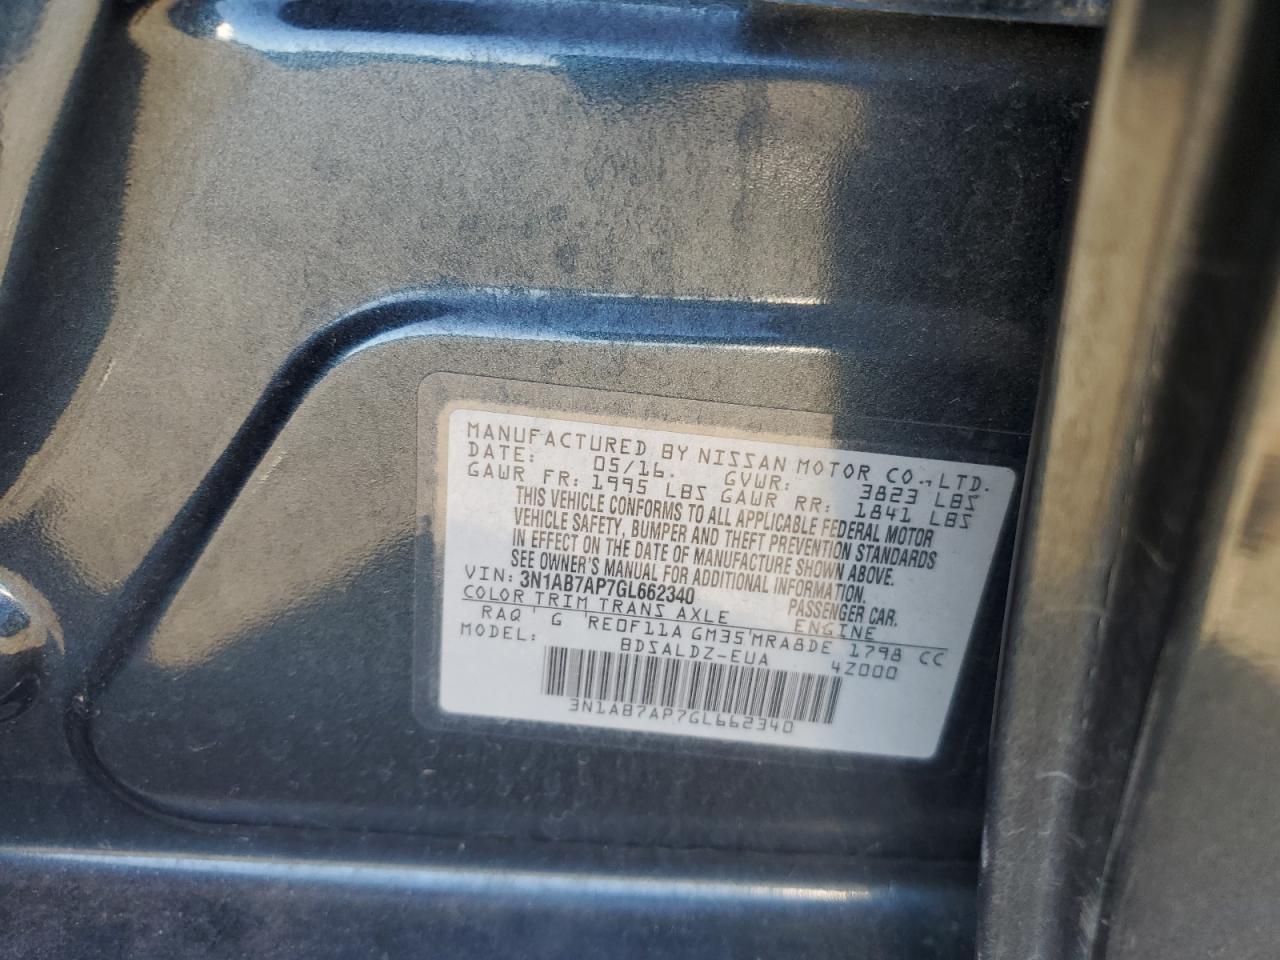 MANUFACTURED BY NISSAN MOTOR CO., LTD.
DATE: 05/16. GVWR: 3823 LBS
GAWR FR: 1995 LBS GAWR RR: 1841 LBS
THIS VEHICLE CONFORMS TO ALL APPLICABLE FEDERAL MOTOR
VEHICLE SAFETY, BUMPER AND THEFT PREVENTION STANDARDS
IN EFFECT ON THE DATE OF MANUFACTURE SHOWN ABOVE.
SEE OWNER'S MANUAL FOR ADDITIONAL INFORMATION.
VIN: 3N1AB7AP7GL662340 PASSENGER CAR.
COLOR TRIM TRANS AXLE ENGINE
RAQ G RE0F11A GM35 MRA8DE 1798 CC
MODEL: BDSALDZ-EUA 4Z000
3N1AB7AP7GL662340